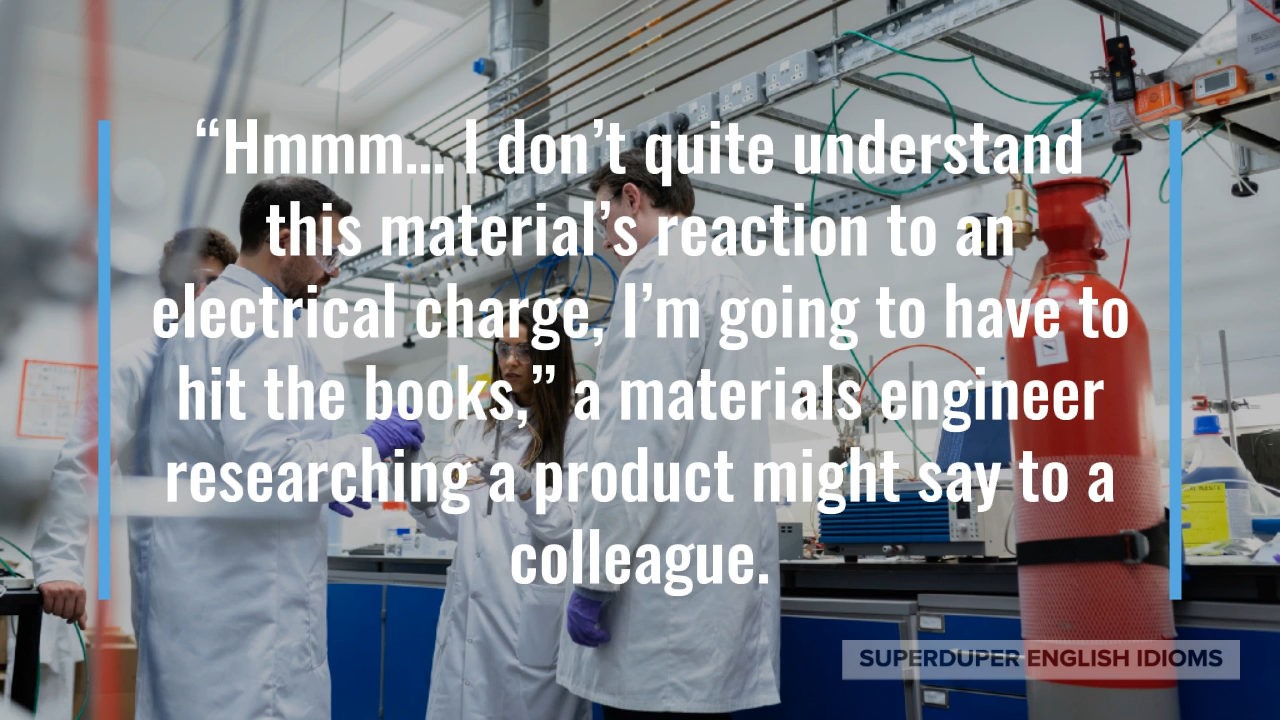 “Hmmm... I don’t quite understand
this material’s reaction to an
electrical charge, I’m going to have to
hit the books,” a materials engineer
researching a product might say to a
colleague.
SUPERDUPER ENGLISH IDIOMS